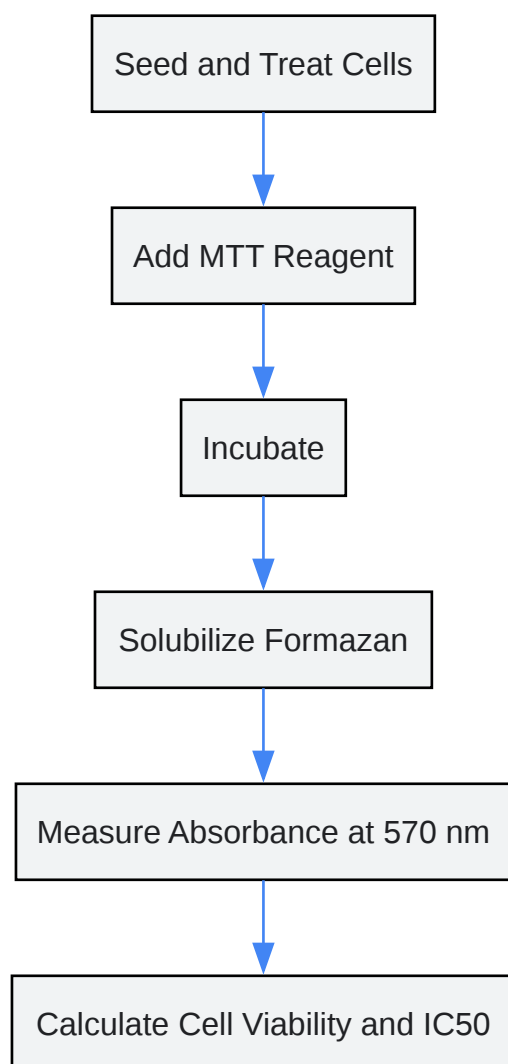 Seed and Treat Cells
Add MTT Reagent
Incubate
Solubilize Formazan
Measure Absorbance at 570 nm
Calculate Cell Viability and IC50